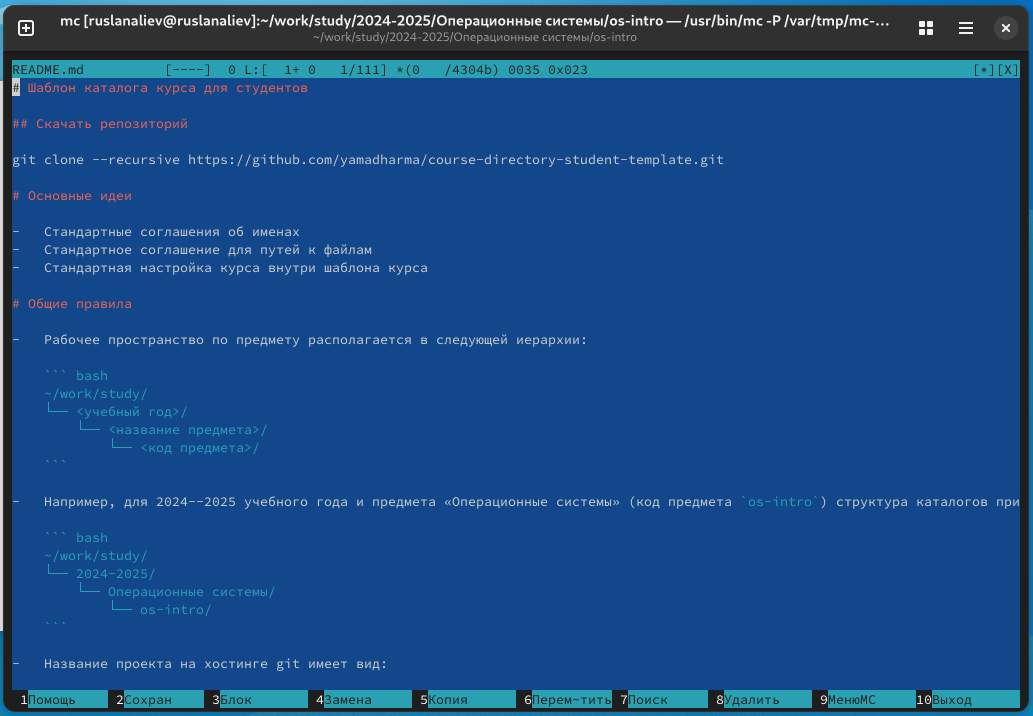 mc [ruslanaliev@ruslanaliev]:~/work/study/2024-2025/Операционные системы/os-intro — /usr/bin/mc -P /var/tmp/mc-...
~/work/study/2024-2025/Операционные системы/os-intro
README.md          [----]  0 L:[  1+ 0   1/111] *(0   /4304b) 0035 0x023          [*][X]
# Шаблон каталога курса для студентов
## Скачать репозиторий
git clone --recursive https://github.com/yamadharma/course-directory-student-template.git
# Основные идеи
-   Стандартные соглашения об именах
-   Стандартное соглашение для путей к файлам
-   Стандартная настройка курса внутри шаблона курса
# Общие правила
-   Рабочее пространство по предмету располагается в следующей иерархии:
    ``` bash
    ~/work/study/
    └── <учебный год>/
        └── <название предмета>/
            └── <код предмета>/
    ```
-   Например, для 2024--2025 учебного года и предмета «Операционные системы» (код предмета `os-intro`) структура каталогов при
    ``` bash
    ~/work/study/
    └── 2024-2025/
        └── Операционные системы/
            └── os-intro/
    ```
-   Название проекта на хостинге git имеет вид:
1Помощь 2Сохран 3Блок 4Замена 5Копия 6Перем~тить 7Поиск 8Удалить 9МенюMC 10Выход